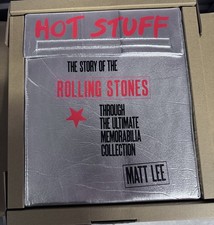 HOT STUFF
THE STORY OF THE
ROLLING STONES
THROUGH
THE ULTIMATE
MEMORABILIA
COLLECTION
MATT LEE